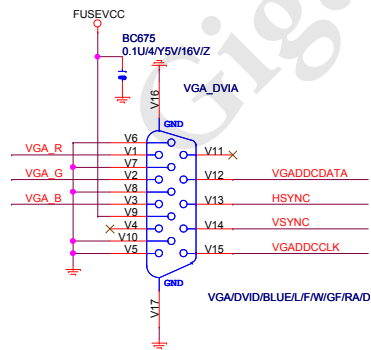 FUSEVCC
BC675
0.1U/4/Y5V/16V/Z
Gig
VGA_DVIA
V16
GND
V6
VGA_R V1 V11
V7
VGA_G V2 V12 VGADDCDATA
V8
VGA_B V3 V13 HSYNC
V9
V4 V14 VSYNC
V10
V5 V15 VGADDCCLK
GND
V17
VGA/DVID/BLUE/L/F/W/GF/RA/D